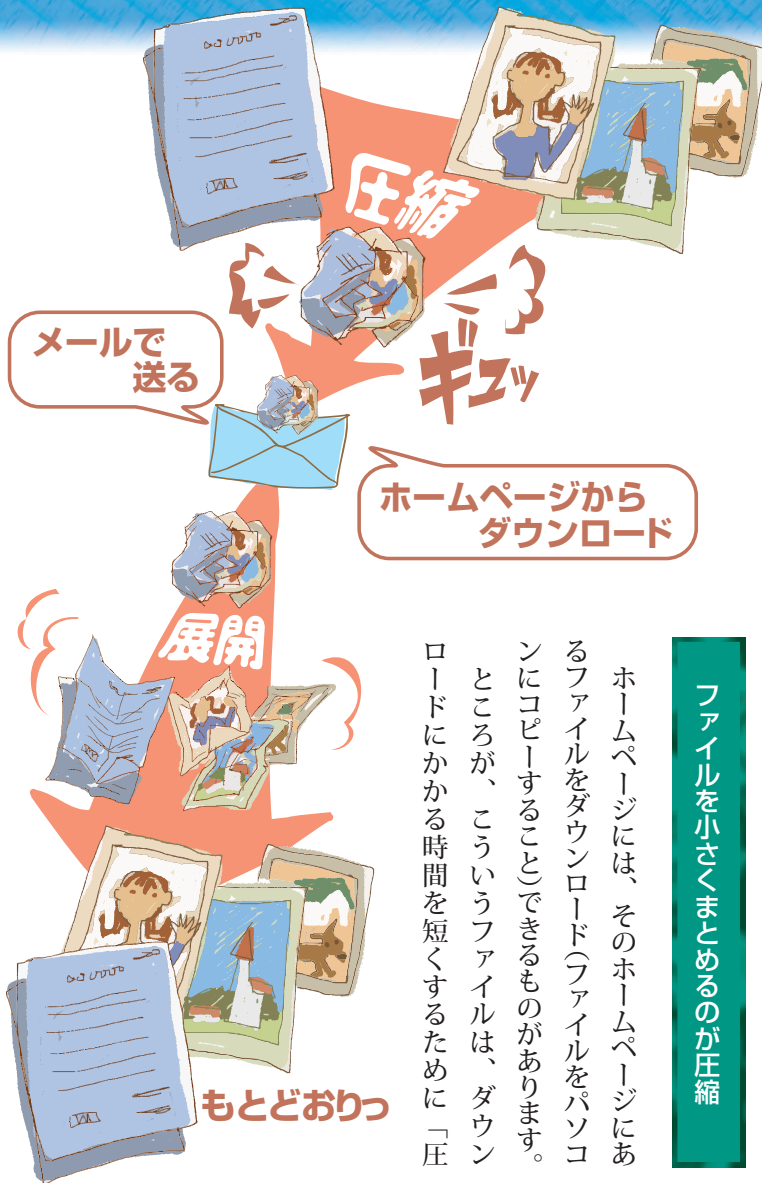 圧縮
ギュッ
メールで
送る
ホームページから
ダウンロード
展開
もとどおりっ
ファイルを小さくまとめるのが圧縮
ホームページには、そのホームページにあ
るファイルをダウンロード(ファイルをパソコ
ンにコピーすること)できるものがあります。
ところが、こういうファイルは、ダウン
ロードにかかる時間を短くするために「圧